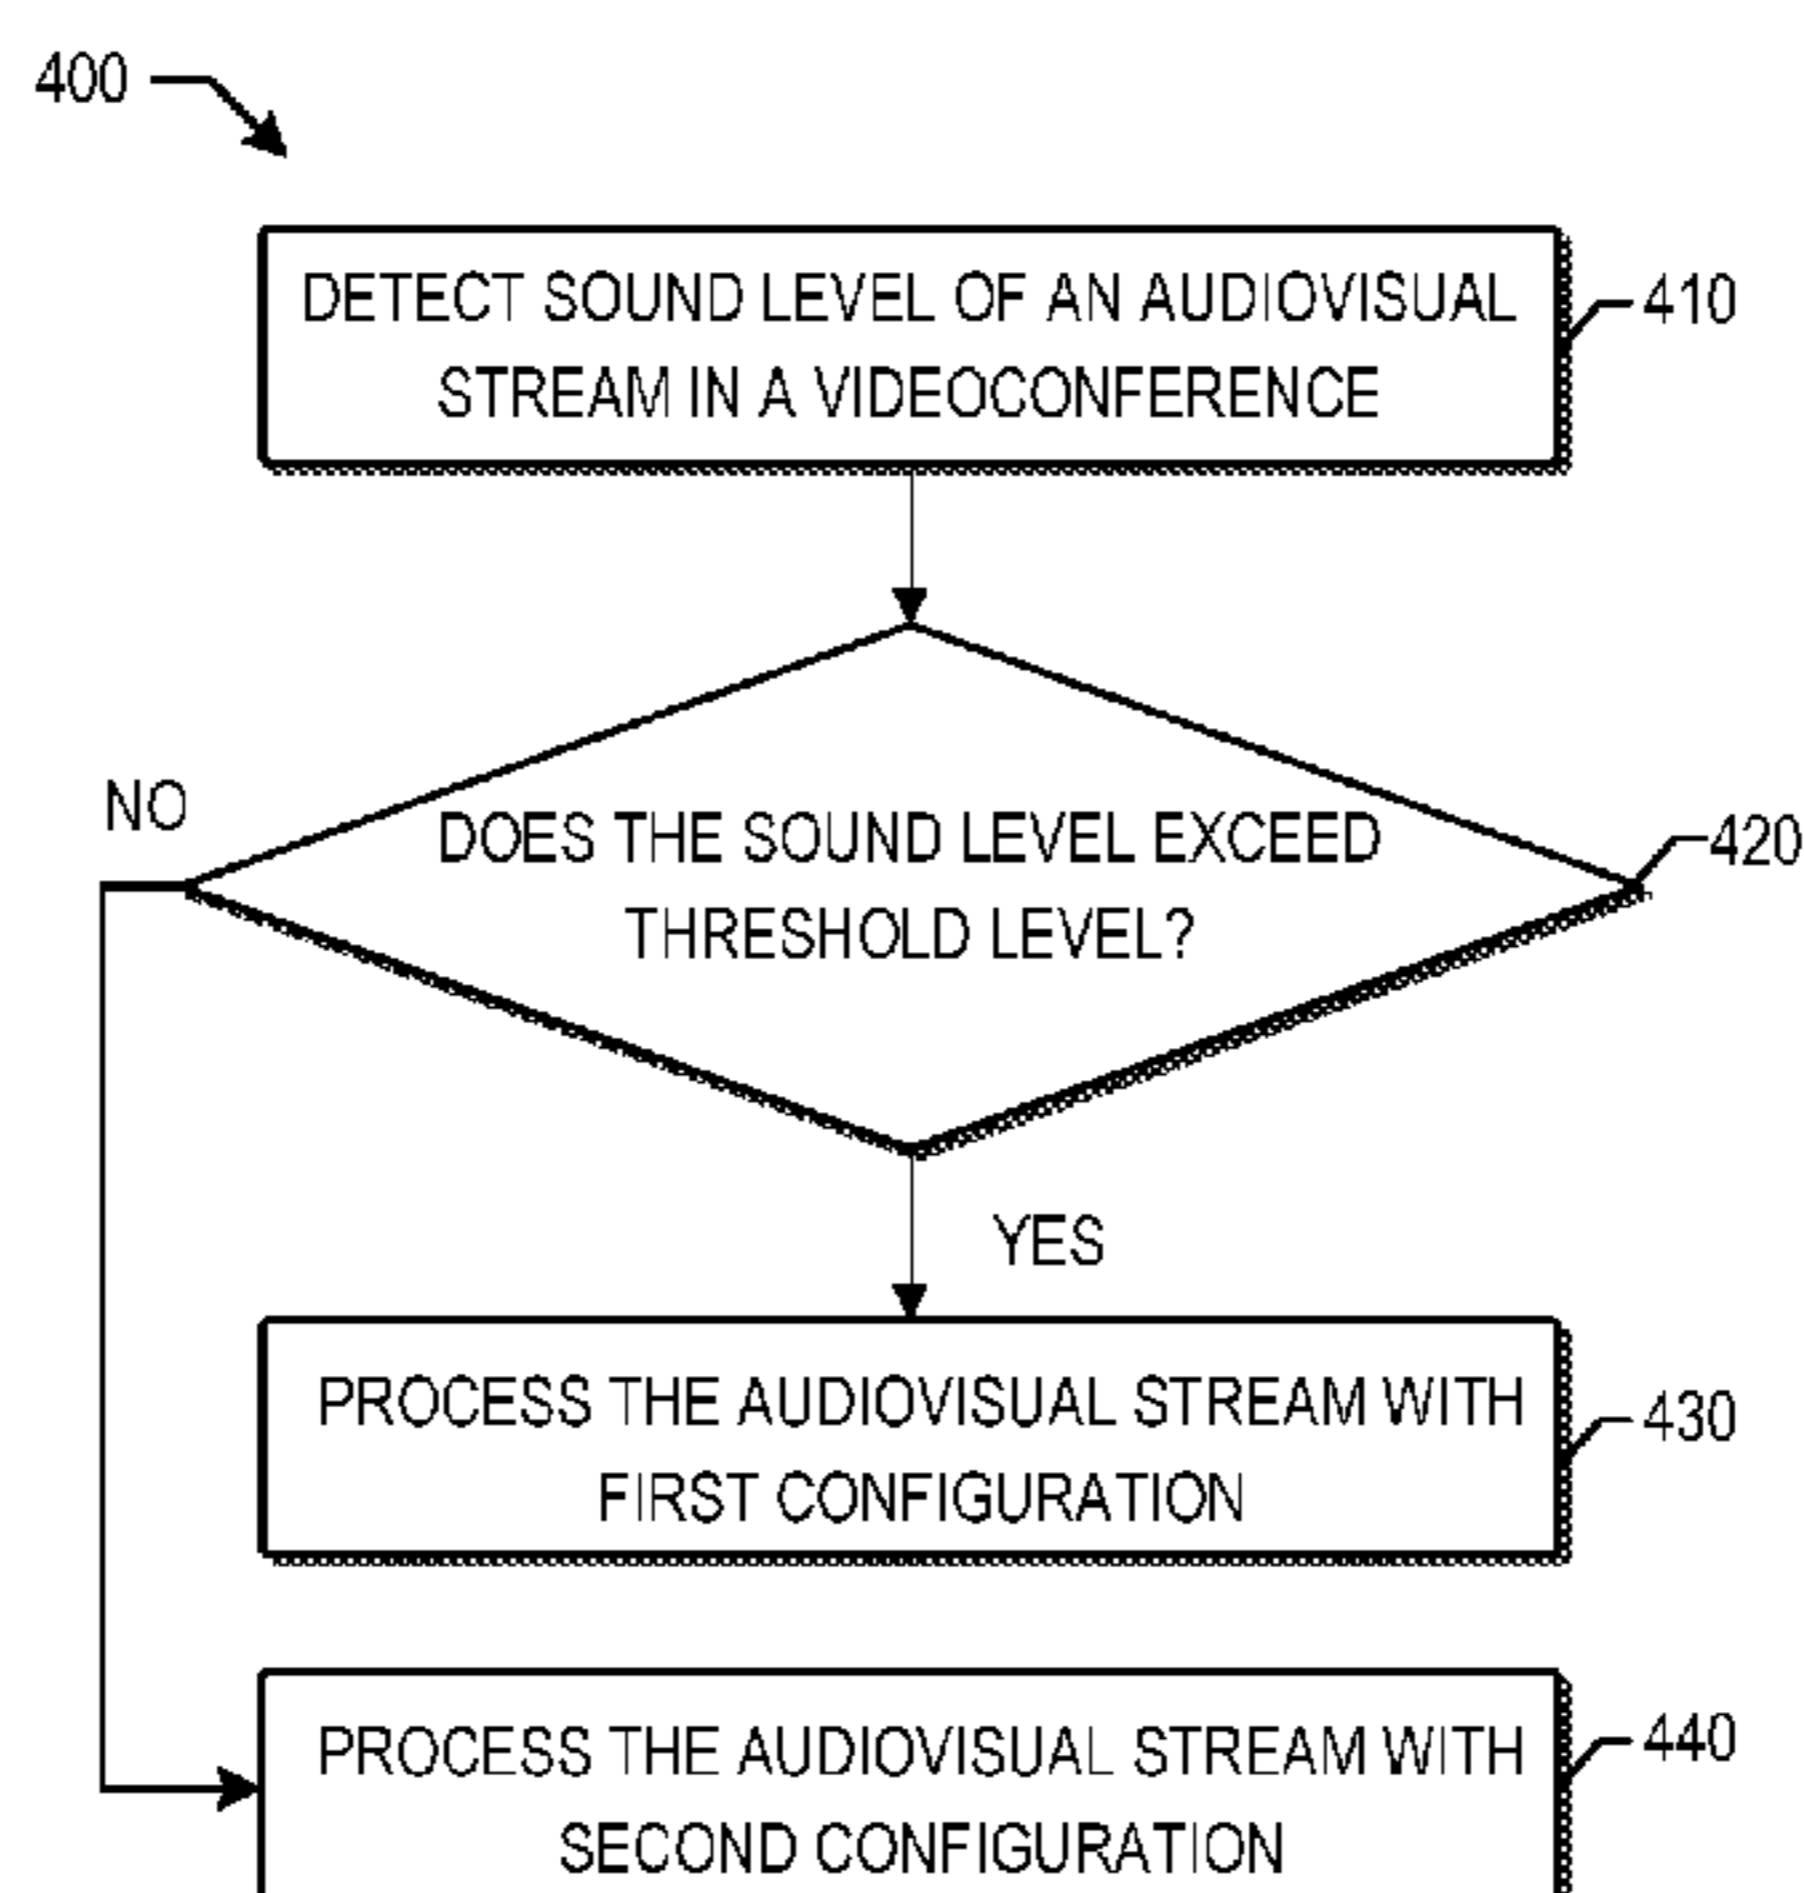 400
DETECT SOUND LEVEL OF AN AUDIOVISUAL
STREAM IN A VIDEOCONFERENCE
410
NO
DOES THE SOUND LEVEL EXCEED
THRESHOLD LEVEL?
420
YES
PROCESS THE AUDIOVISUAL STREAM WITH
FIRST CONFIGURATION
430
PROCESS THE AUDIOVISUAL STREAM WITH
SECOND CONFIGURATION
440